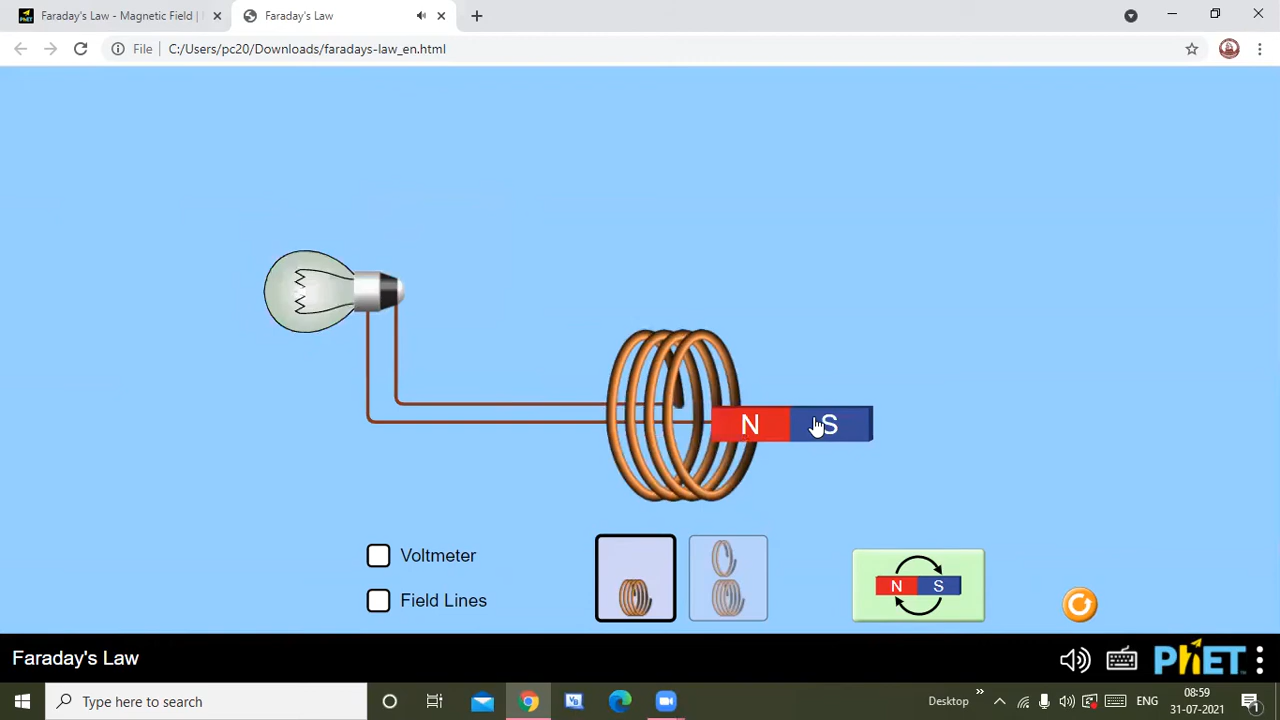 Faraday's Law - Magnetic Field |
Faraday's Law
File C:/Users/pc20/Downloads/faradays-law_en.html
N S
Voltmeter
Field Lines
N S
Faraday's Law
PhET
Type here to search
Desktop
ENG
08:59
31-07-2021
1